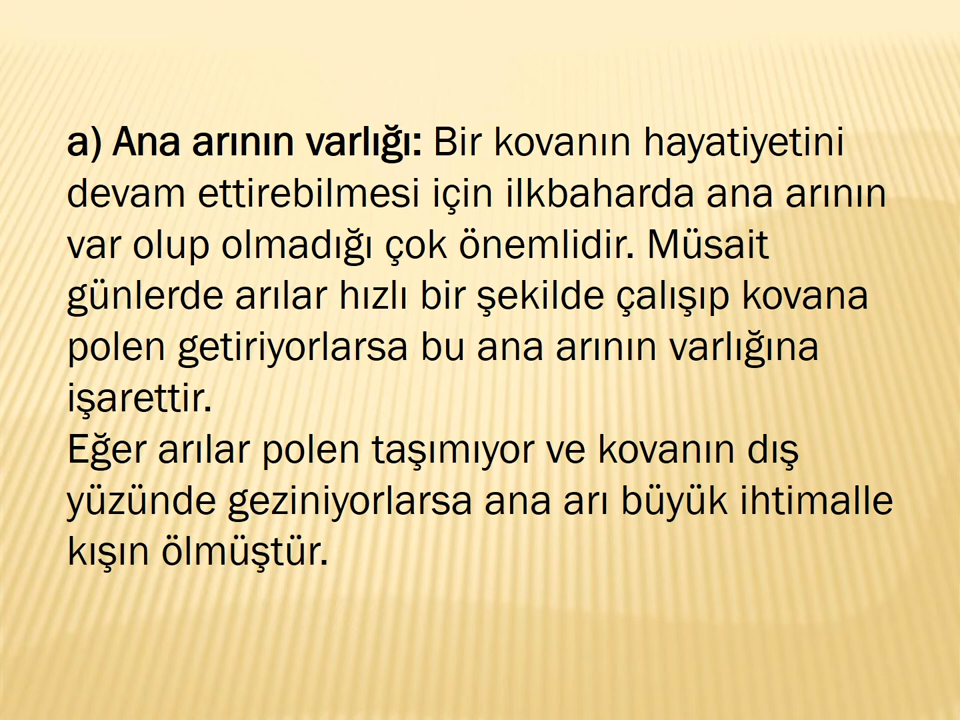 a) Ana arının varlığı: Bir kovanın hayatiyetini
devam ettirebilmesi için ilkbaharda ana arının
var olup olmadığı çok önemlidir. Müsait
günlerde arılar hızlı bir şekilde çalışıp kovana
polen getiriyorlarsa bu ana arının varlığına
işarettir.
Eğer arılar polen taşımıyor ve kovanın dış
yüzünde geziniyorlarsa ana arı büyük ihtimalle
kışın ölmüştür.